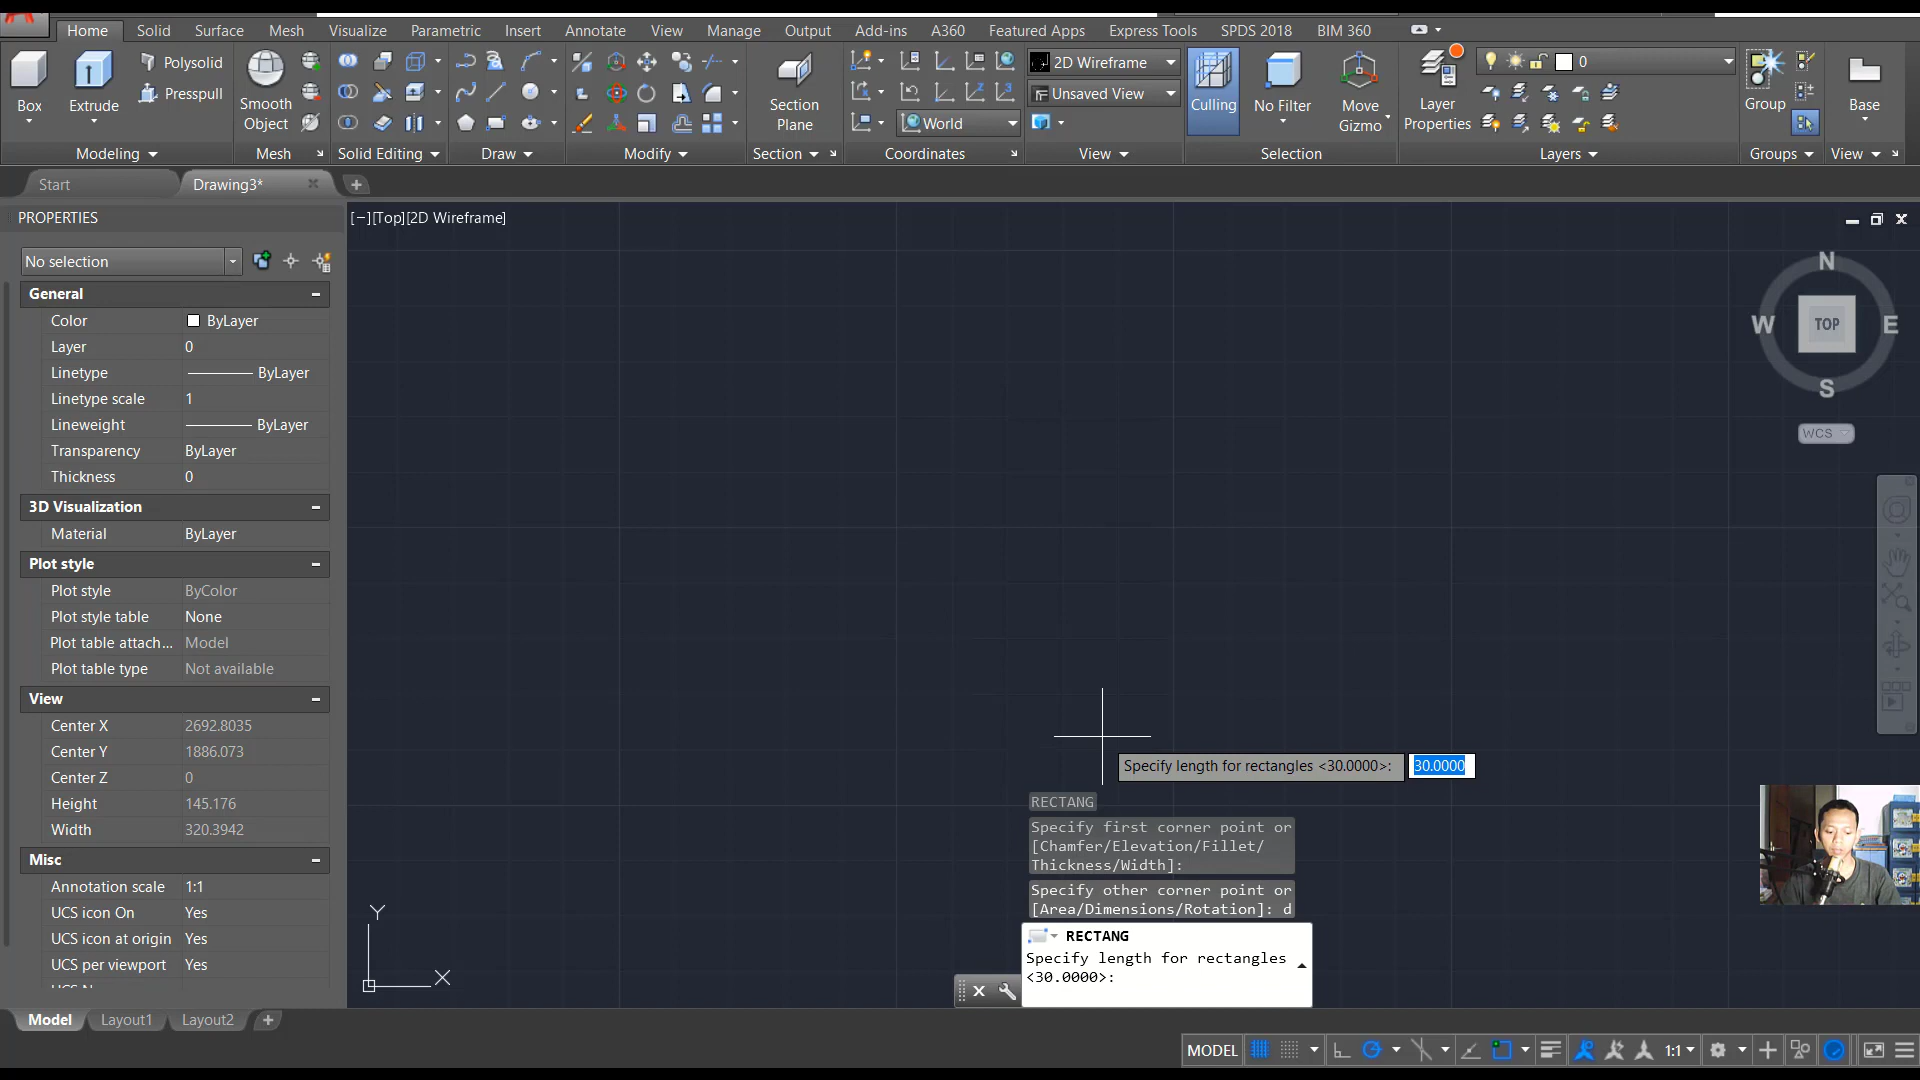 Home Solid Surface Mesh Visualize Parametric Insert Annotate View Manage Output Add-ins A360 Featured Apps Express Tools SPDS 2018 BIM 360
Box
Extrude
Polysolid
Presspull
Smooth
Object
Section
Plane
World
2D Wireframe
Unsaved View
Culling
No Filter
Move
Gizmo
Layer
Properties
0
Group
Base
Modeling Mesh Solid Editing Draw Modify Section Coordinates View Selection Layers Groups View
Start Drawing3*
PROPERTIES
No selection
General
Color ByLayer
Layer 0
Linetype ByLayer
Linetype scale 1
Lineweight ByLayer
Transparency ByLayer
Thickness 0
3D Visualization
Material ByLayer
Plot style
Plot style ByColor
Plot style table None
Plot table attach... Model
Plot table type Not available
View
Center X 2692.8035
Center Y 1886.073
Center Z 0
Height 145.176
Width 320.3942
Misc
Annotation scale 1:1
UCS icon On Yes
UCS icon at origin Yes
UCS per viewport Yes
[−][Top][2D Wireframe]
N
W TOP E
S
WCS
Specify length for rectangles <30.0000>: 30.0000
RECTANG
Specify first corner point or
[Chamfer/Elevation/Fillet/
Thickness/Width]:
Specify other corner point or
[Area/Dimensions/Rotation]: d
RECTANG
Specify length for rectangles
<30.0000>:
Y
X
Model Layout1 Layout2
MODEL 1:1